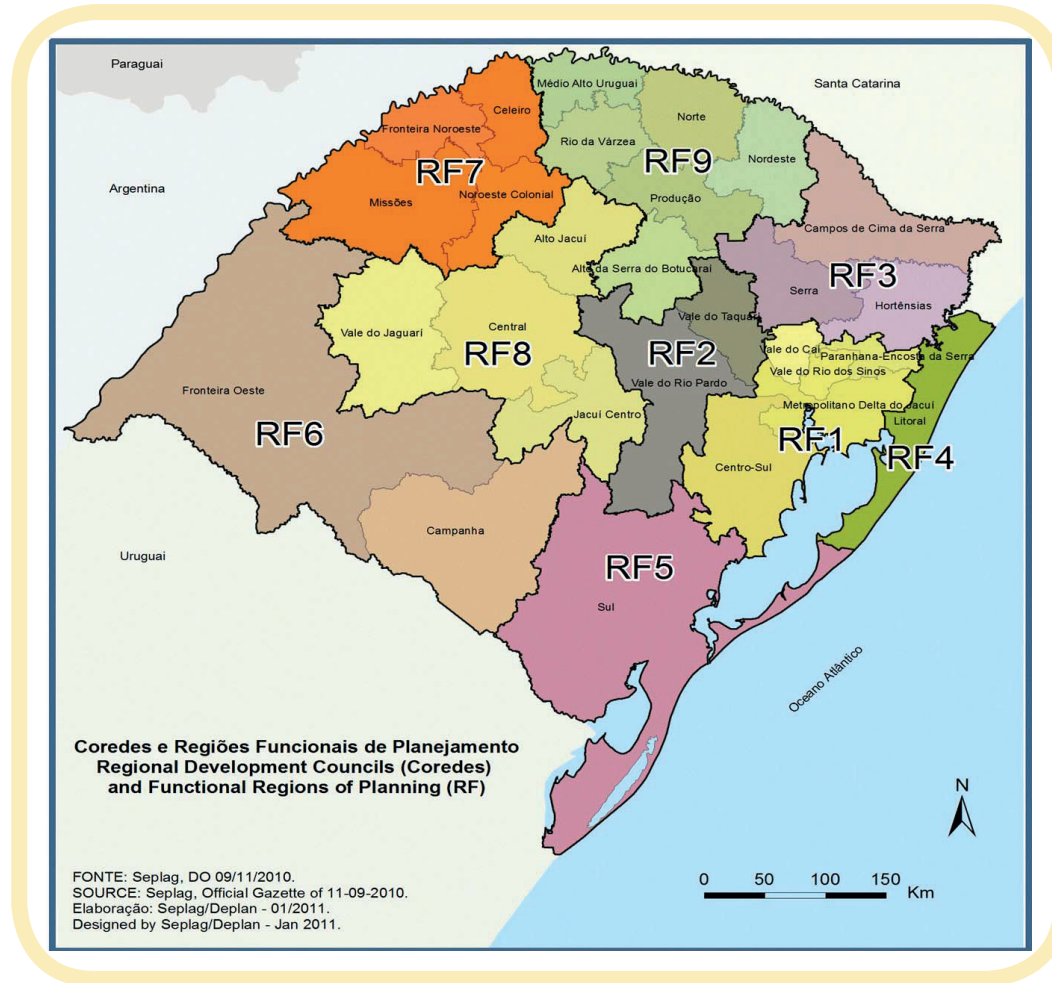 Paraguai
Santa Catarina
Médio Alto Uruguai
Celeiro
Norte
Fronteira Noroeste
Rio da Várzea
RF9
Nordeste
RF7
Argentina
Noroeste Colonial
Missões
Produção
Campos de Cima da Serra
Alto Jacuí
Alto da Serra do Botucaraí
RF3
Serra
Hortênsias
Vale do Taquari
Vale do Jaguarí
Central
RF8
RF2
Vale do Cai
Paranhana-Encosta da Serra
Vale do Rio dos Sinos
Fronteira Oeste
Vale do Rio Pardo
Metropolitano Delta do Jacuí
Jacuí Centro
Litoral
RF6
RF1
RF4
Centro-Sul
Campanha
Uruguai
RF5
Sul
Oceano Atlântico
Coredes e Regiões Funcionais de Planejamento
Regional Development Councils (Coredes)
and Functional Regions of Planning (RF)
N
FONTE: Seplag, DO 09/11/2010.
SOURCE: Seplag, Official Gazette of 11-09-2010.
Elaboração: Seplag/Deplan - 01/2011.
Designed by Seplag/Deplan - Jan 2011.
0 50 100 150
Km